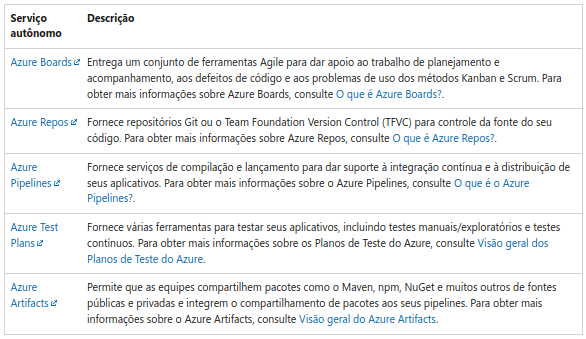 Serviço Descrição
autônomo
Azure Boards Entrega um conjunto de ferramentas Agile para dar apoio ao trabalho de planejamento e
acompanhamento, aos defeitos de código e aos problemas de uso dos métodos Kanban e Scrum. Para
obter mais informações sobre Azure Boards, consulte O que é Azure Boards?.
Azure Repos Fornece repositórios Git ou o Team Foundation Version Control (TFVC) para controle da fonte do seu
código. Para obter mais informações sobre Azure Repos, consulte O que é Azure Repos?.
Azure Fornece serviços de compilação e lançamento para dar suporte à integração contínua e à distribuição de
Pipelines seus aplicativos. Para obter mais informações sobre o Azure Pipelines, consulte O que é o Azure
Pipelines?.
Azure Test Fornece várias ferramentas para testar seus aplicativos, incluindo testes manuais/exploratórios e testes
Plans contínuos. Para obter mais informações sobre os Planos de Teste do Azure, consulte Visão geral dos
Planos de Teste do Azure.
Azure Permite que as equipes compartilhem pacotes como o Maven, npm, NuGet e muitos outros de fontes
Artifacts públicas e privadas e integrem o compartilhamento de pacotes aos seus pipelines. Para obter mais
informações sobre o Azure Artifacts, consulte Visão geral do Azure Artifacts.